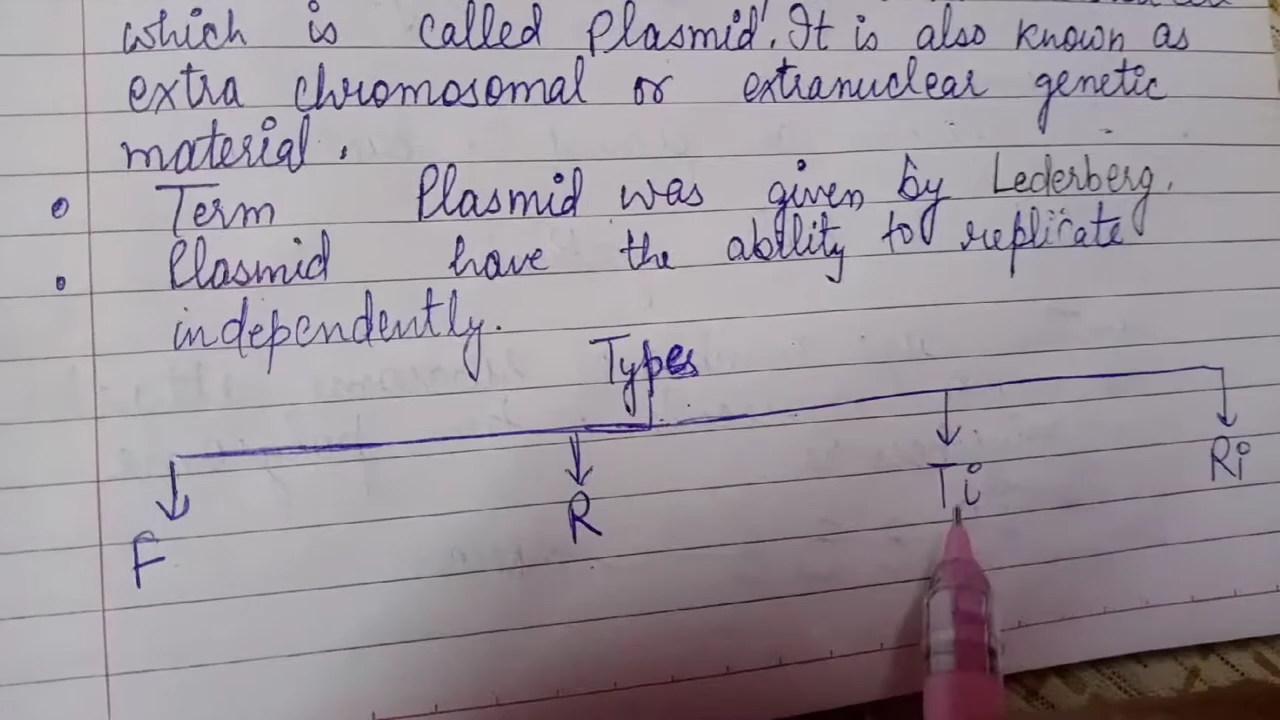 which is called Plasmid'. It is also known as
extra chromosomal or extranuclear genetic
material.
Term Plasmid was given by Lederberg.
Plasmid have the ability to replicate
independently.
Types
F R Ti Ri